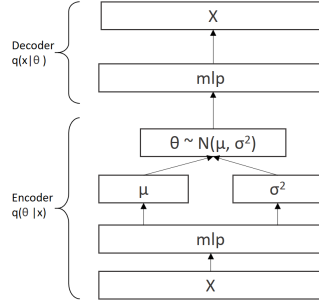 X
Decoder
q(x|θ )
mlp
θ ~ N(μ, σ²)
μ
σ²
Encoder
q(θ |x)
mlp
X